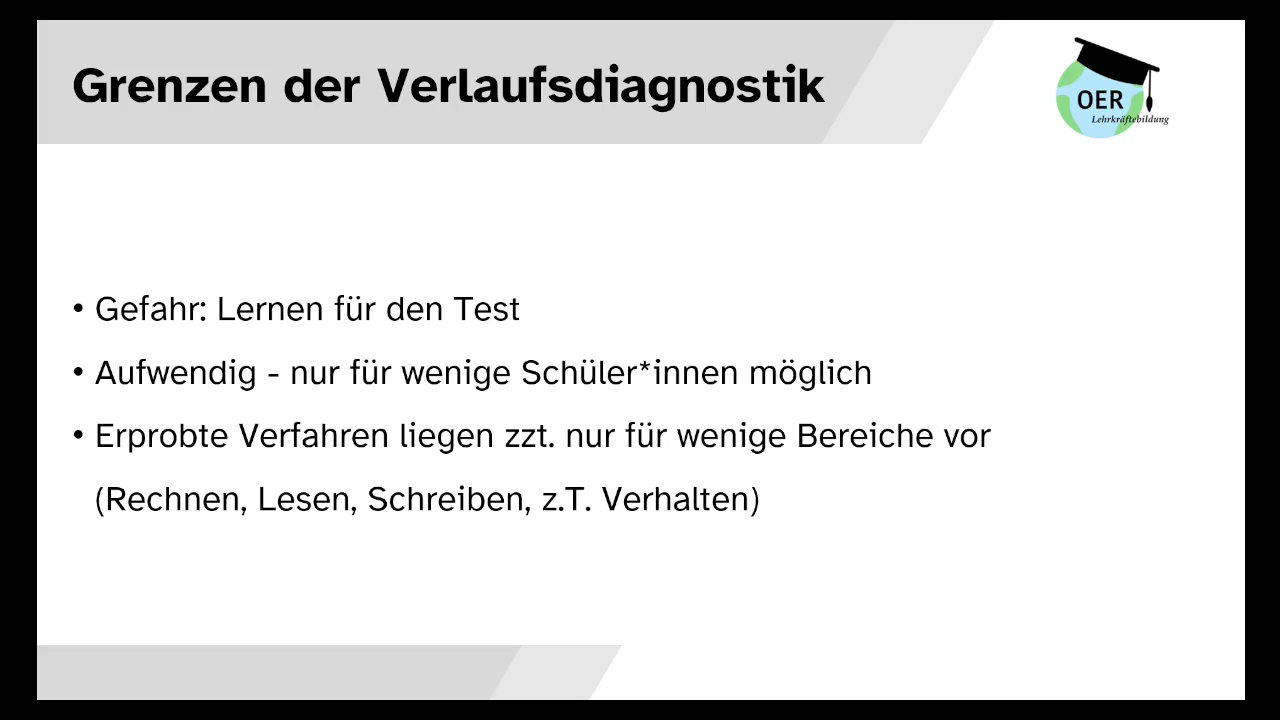 Grenzen der Verlaufsdiagnostik
OER
Lehrkräftebildung
• Gefahr: Lernen für den Test
• Aufwendig - nur für wenige Schüler*innen möglich
• Erprobte Verfahren liegen zzt. nur für wenige Bereiche vor
(Rechnen, Lesen, Schreiben, z.T. Verhalten)